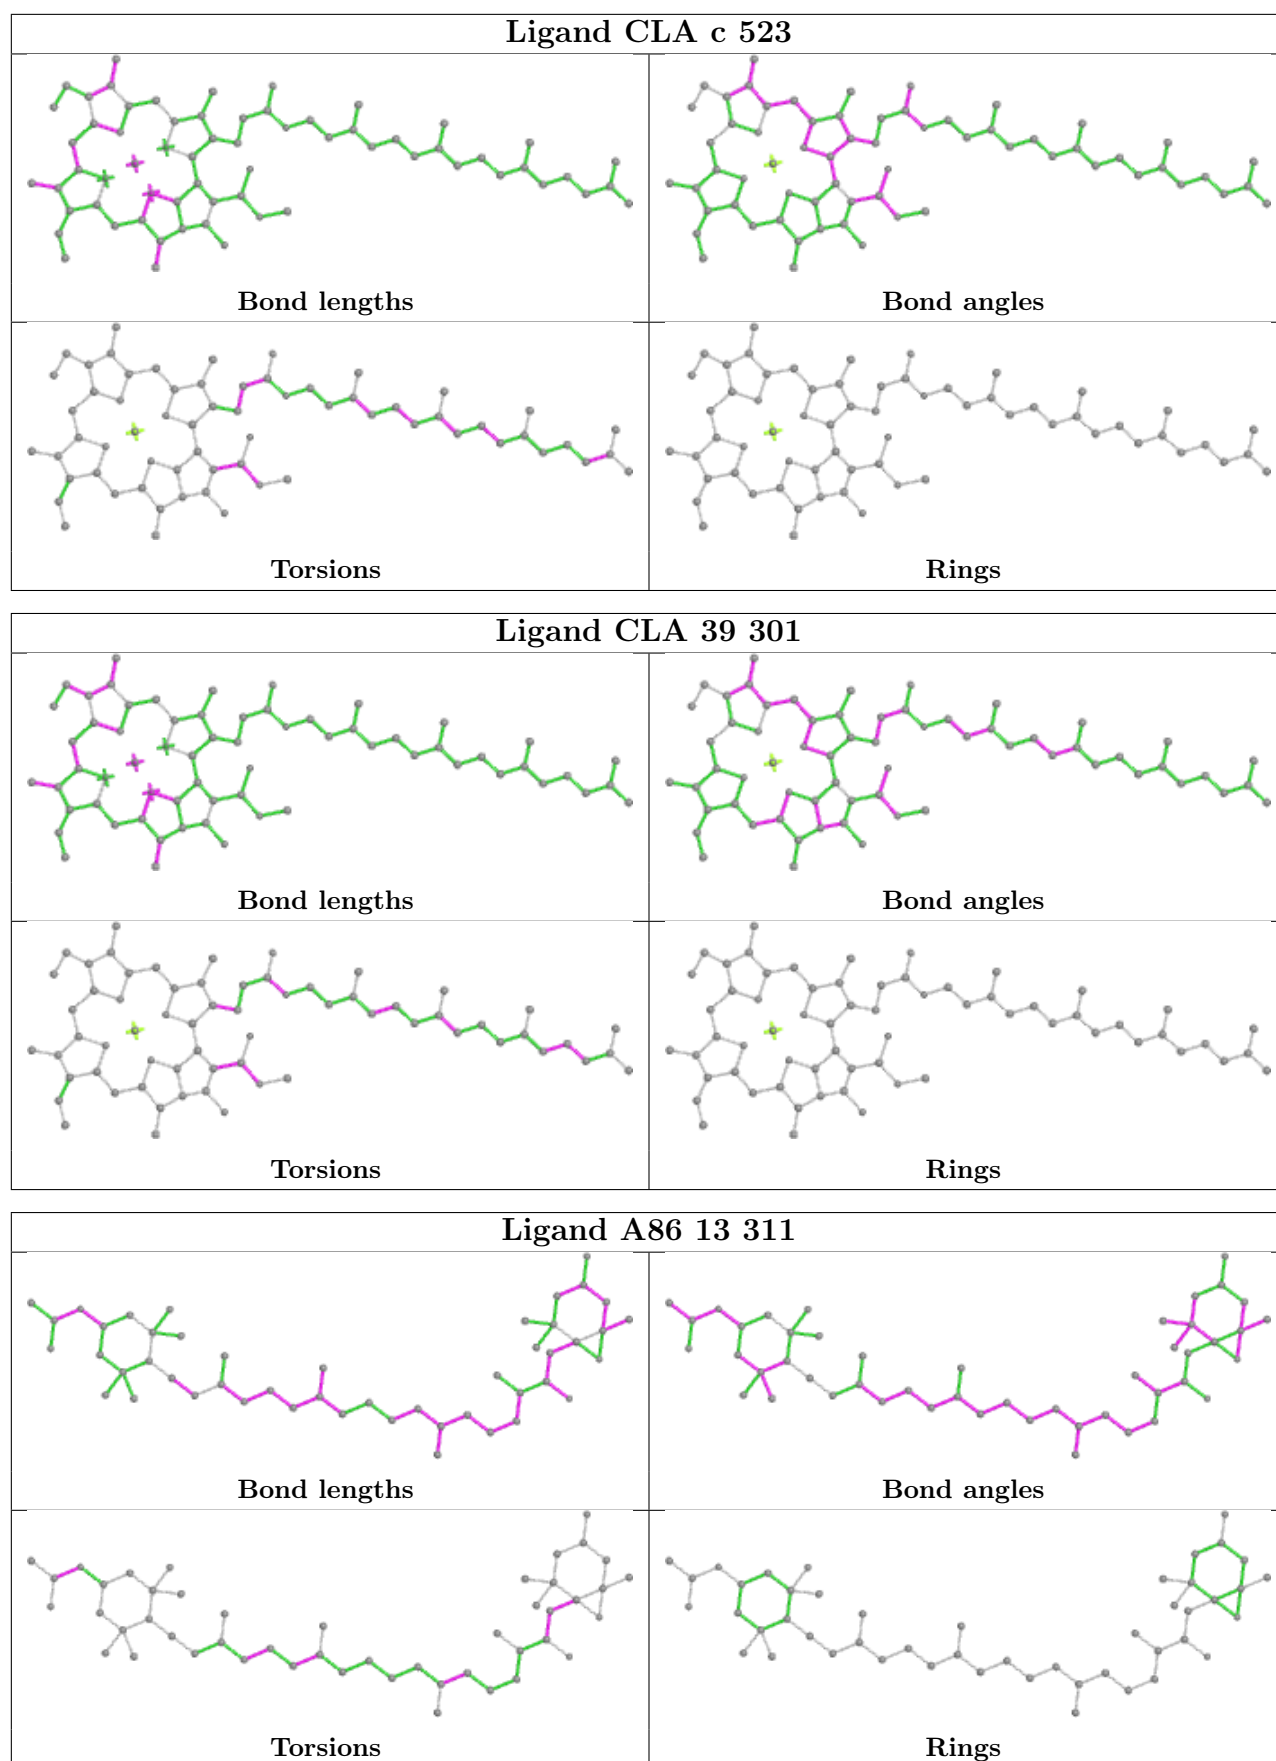 Ligand CLA c 523
Bond lengths
Bond angles
Torsions
Rings
Ligand CLA 39 301
Bond lengths
Bond angles
Torsions
Rings
Ligand A86 13 311
Bond lengths
Bond angles
Torsions
Rings